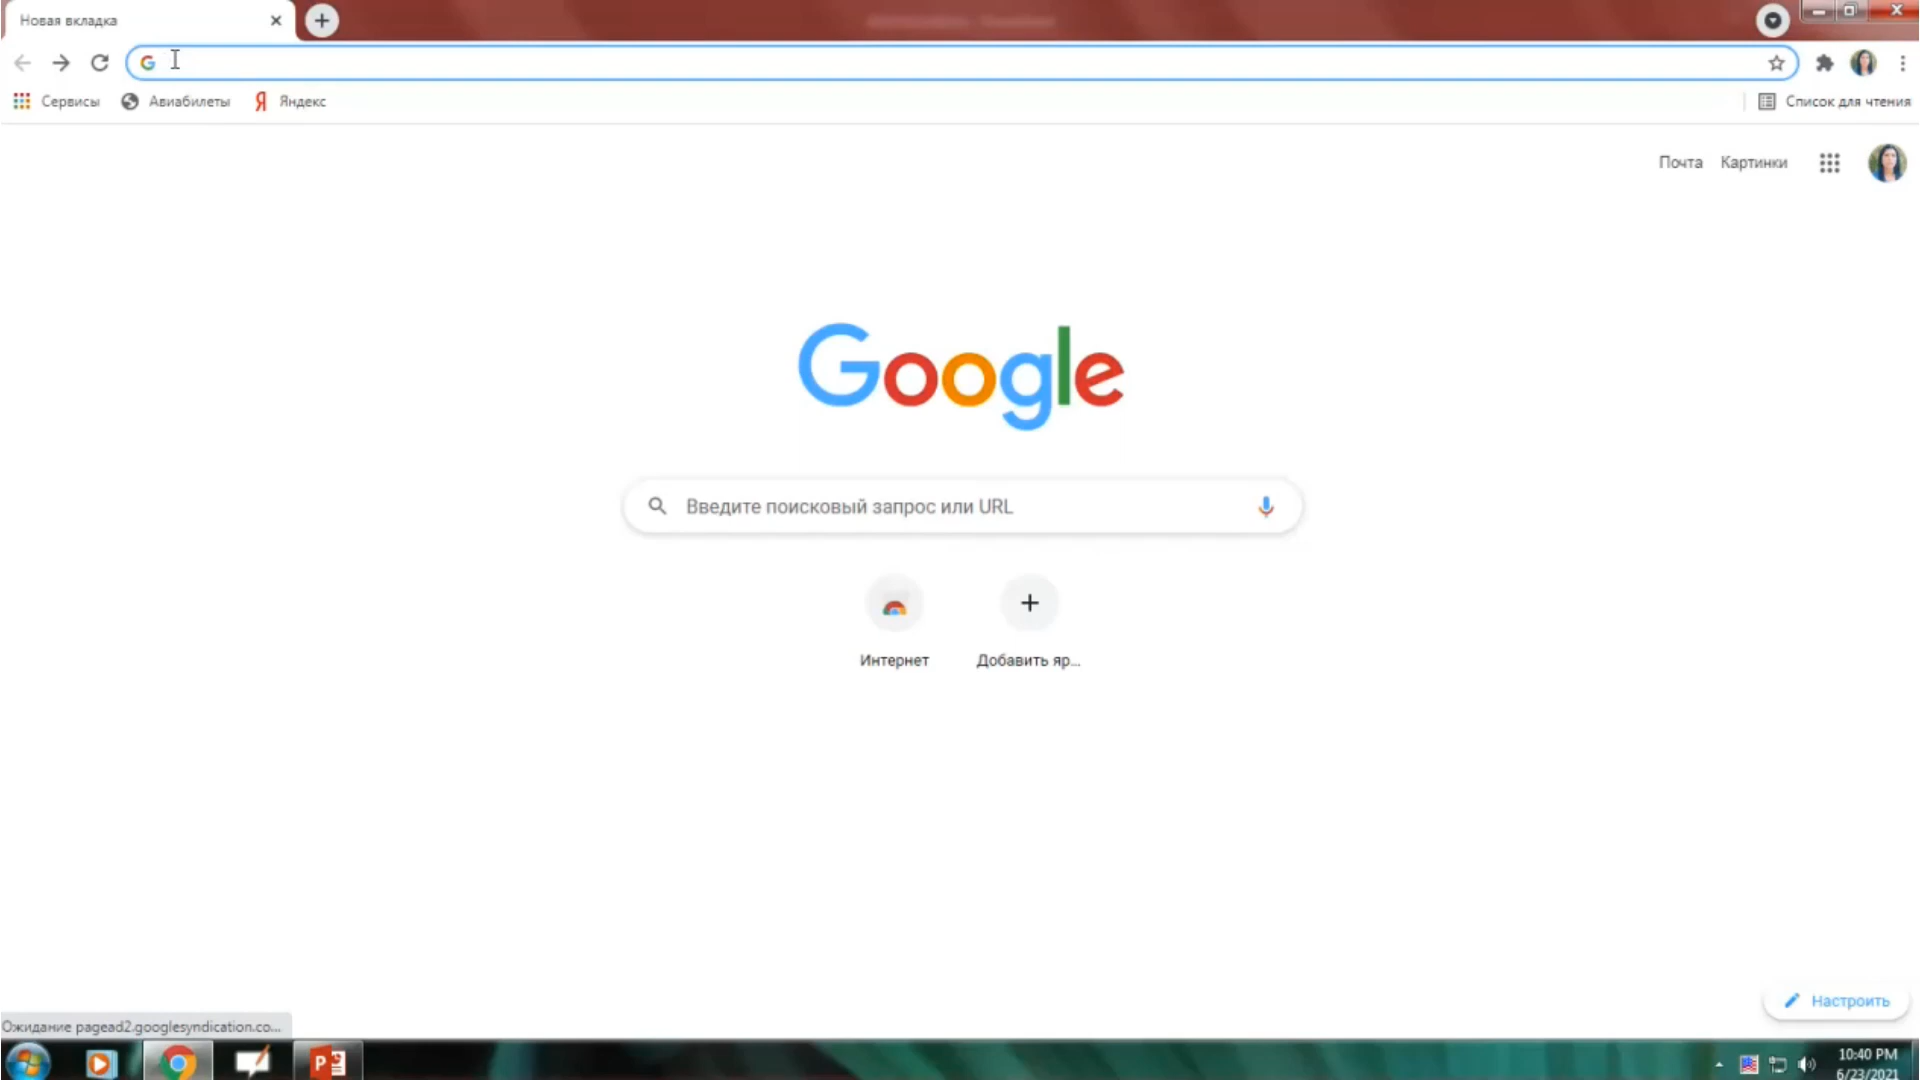 Новая вкладка
Сервисы Авиабилеты Яндекс Список для чтения
Почта Картинки
Google
Введите поисковый запрос или URL
Интернет Добавить яр...
Настроить
Ожидание pagead2.googlesyndication.co...
10:40 PM
6/23/2021